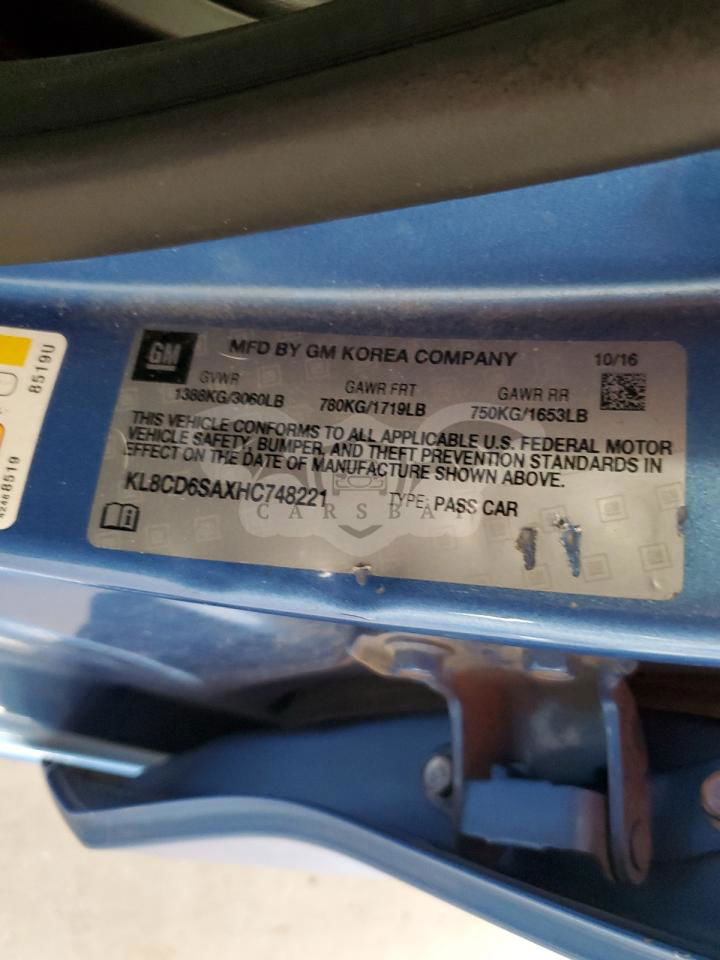 GM
MFD BY GM KOREA COMPANY 10/16
GVWR GAWR FRT GAWR RR
1388KG/3060LB 780KG/1719LB 750KG/1653LB
THIS VEHICLE CONFORMS TO ALL APPLICABLE U.S. FEDERAL MOTOR
VEHICLE SAFETY, BUMPER, AND THEFT PREVENTION STANDARDS IN
EFFECT ON THE DATE OF MANUFACTURE SHOWN ABOVE.
KL8CD6SAXHC748221 TYPE: PASS CAR
CARSBA
8519U
8519